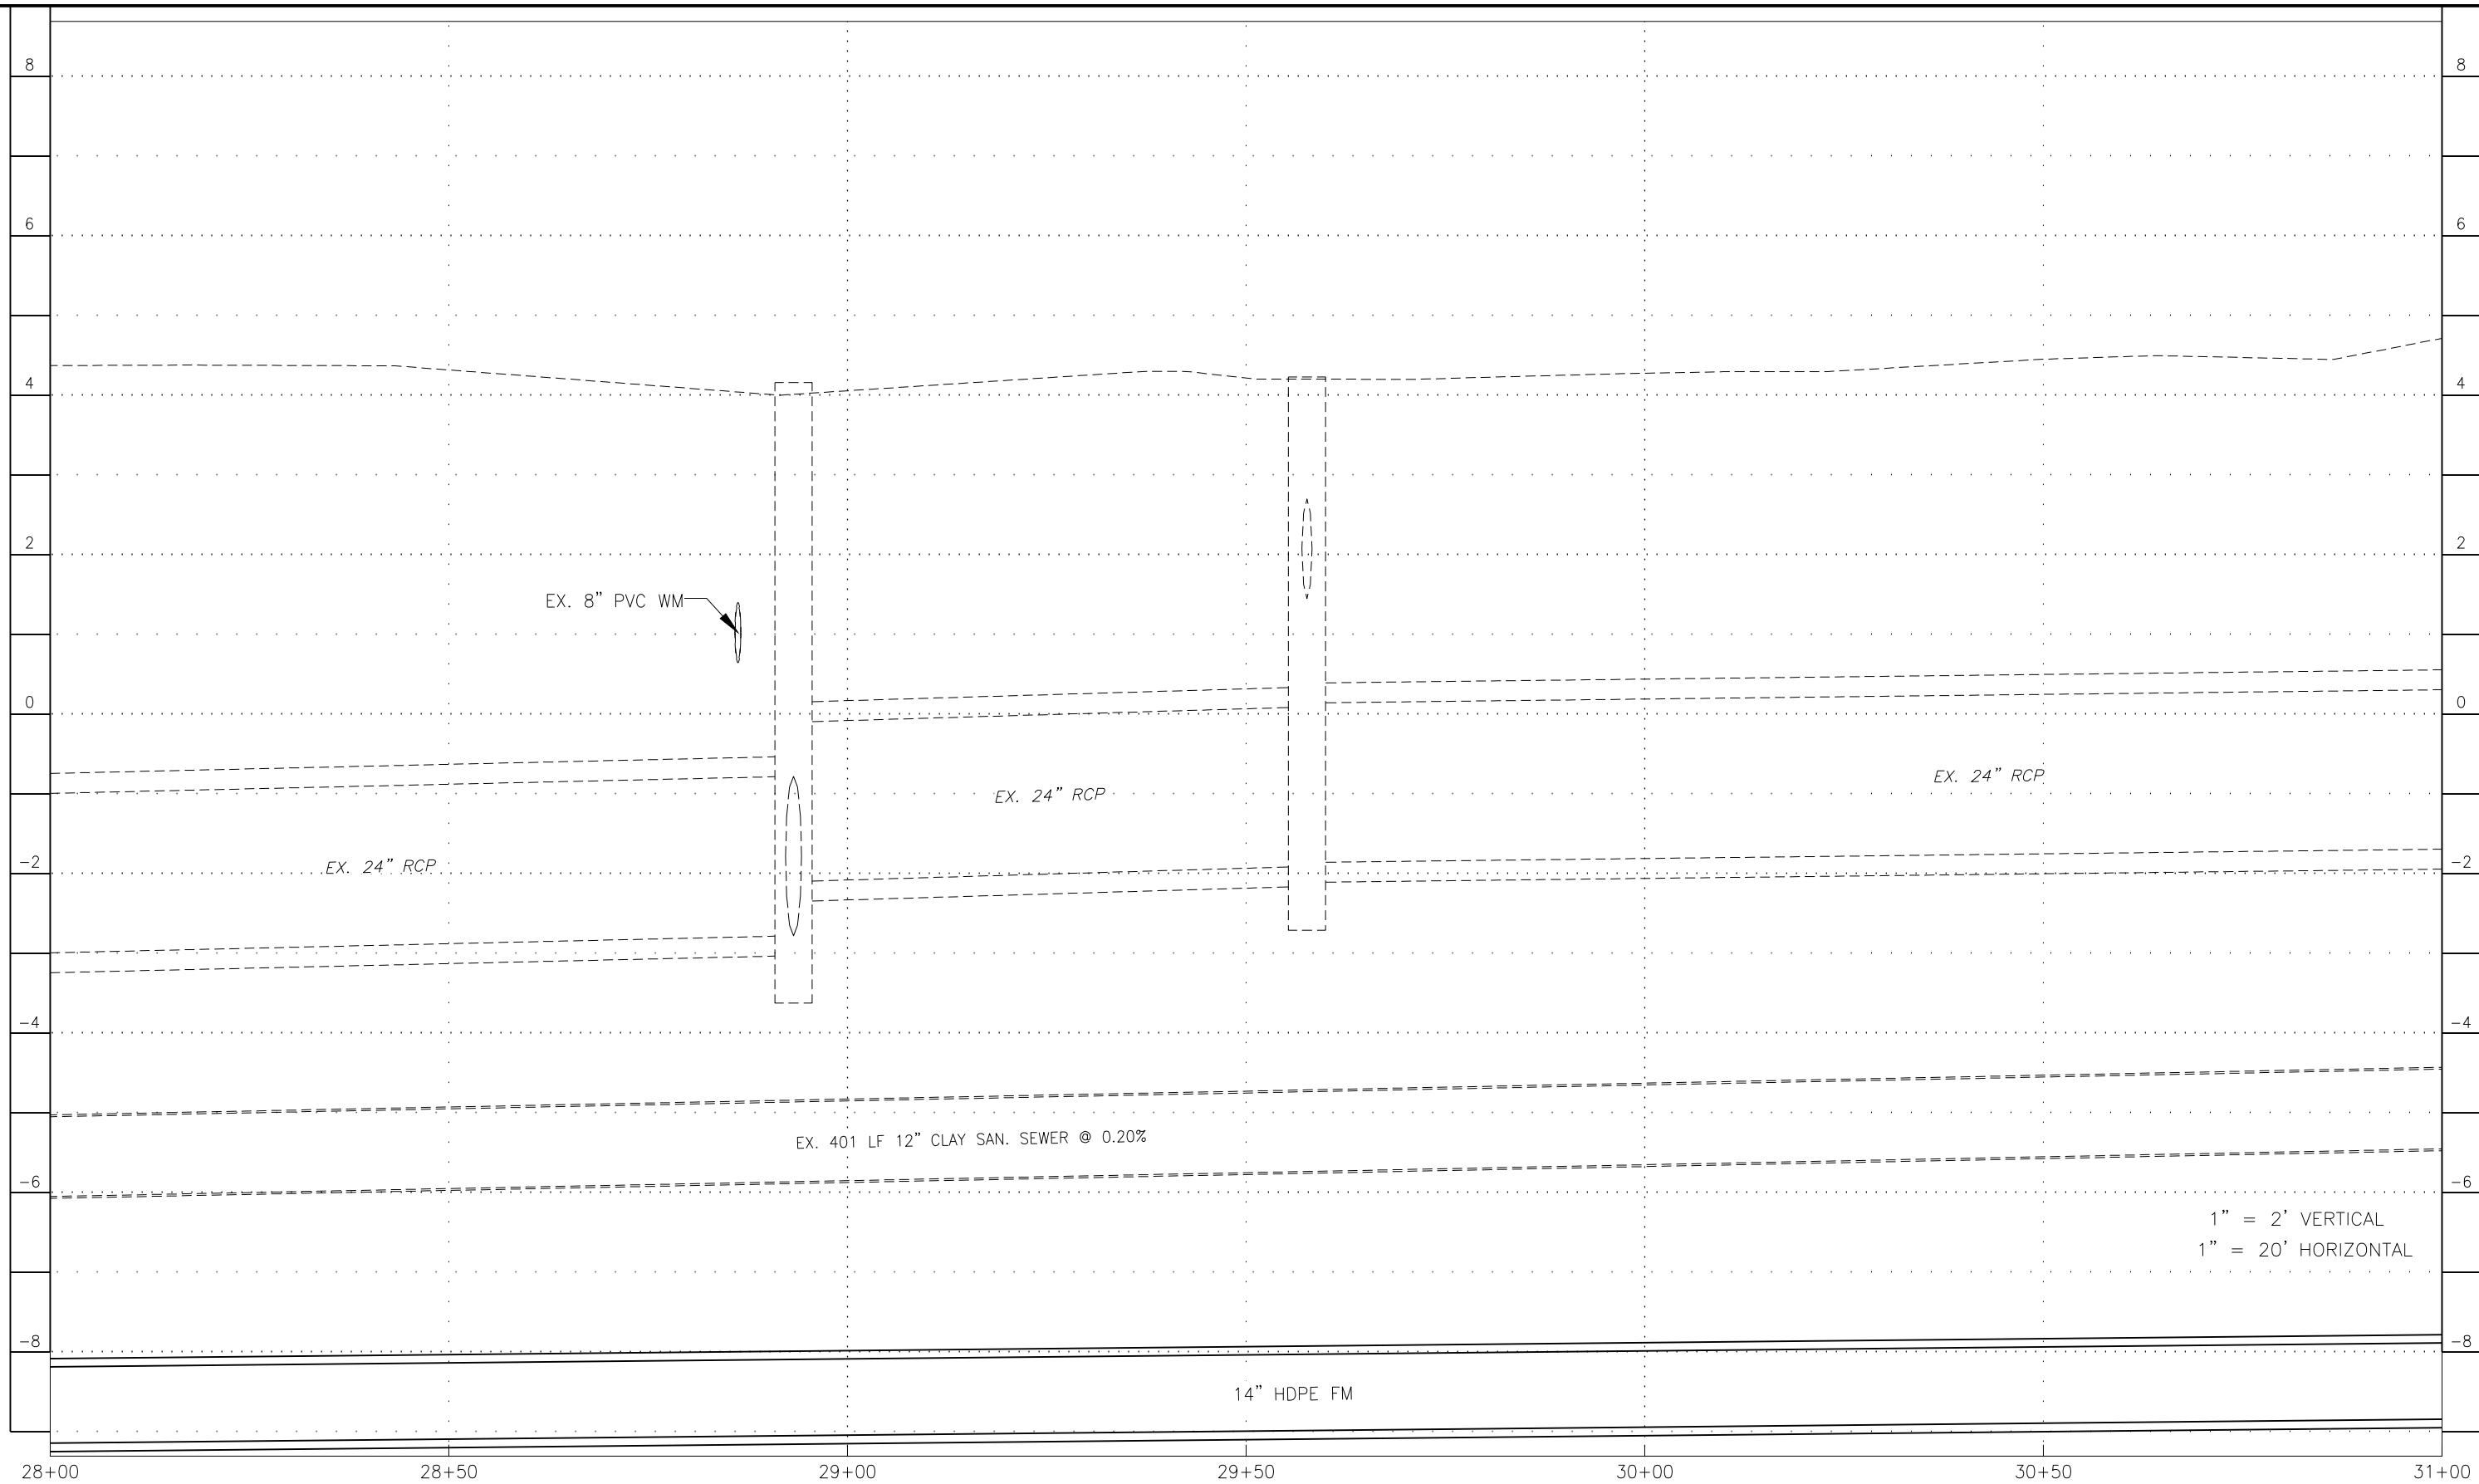 8 8
6 6
4 4
2 2
EX. 8” PVC WM
0 0
EX. 24” RCP
EX. 24” RCP
EX. 24” RCP
-2 -2
-4 -4
EX. 401 LF 12” CLAY SAN. SEWER @ 0.20%
-6 -6
1” = 2’ VERTICAL
1” = 20’ HORIZONTAL
-8 -8
14” HDPE FM
28+00 28+50 29+00 29+50 30+00 30+50 31+00